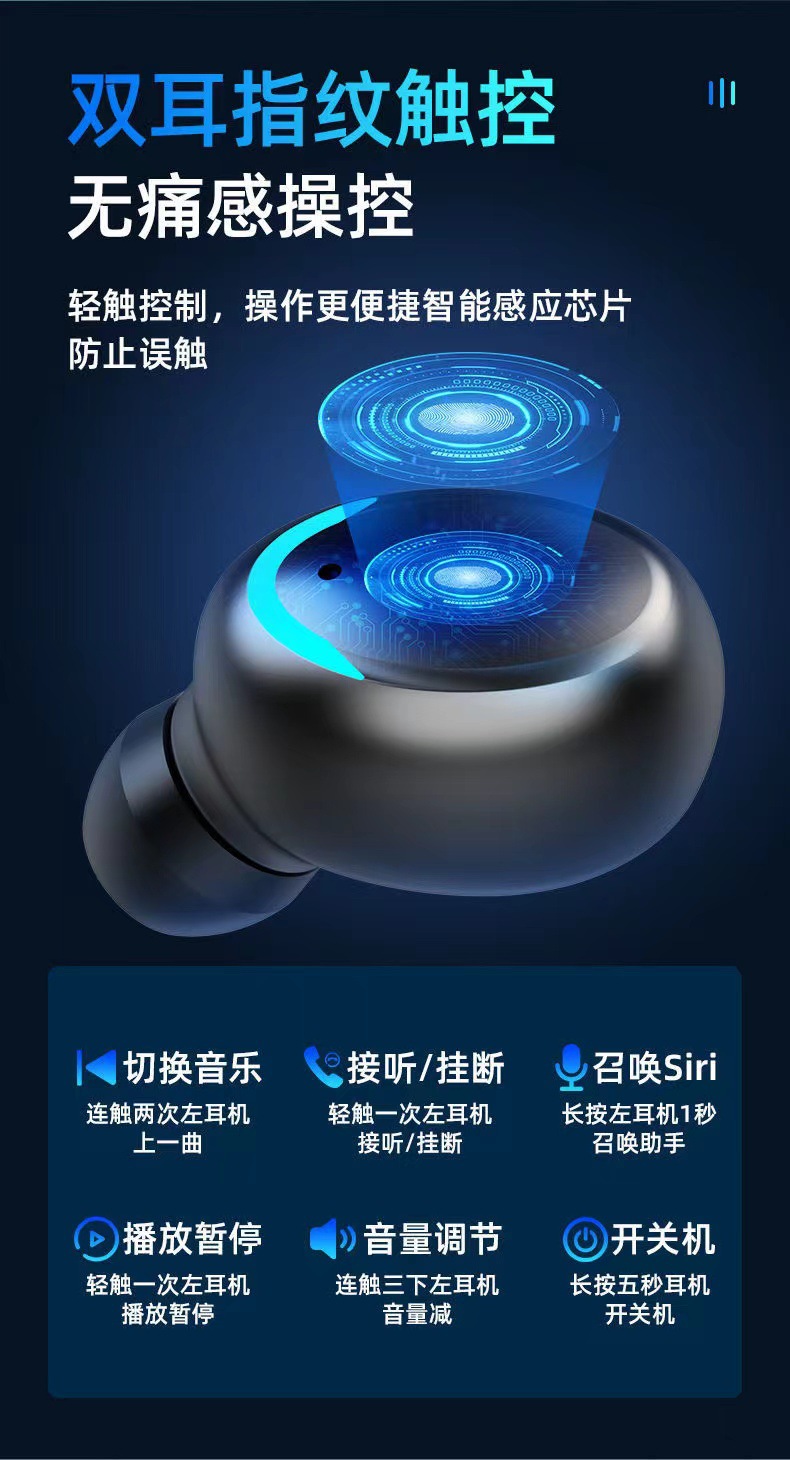 双耳指纹触控
无痛感操控
轻触控制，操作更便捷智能感应芯片
防止误触
切换音乐
连触两次左耳机
上一曲
接听/挂断
轻触一次左耳机
接听/挂断
召唤Siri
长按左耳机1秒
召唤助手
播放暂停
轻触一次左耳机
播放暂停
音量调节
连触三下左耳机
音量减
开关机
长按五秒耳机
开关机